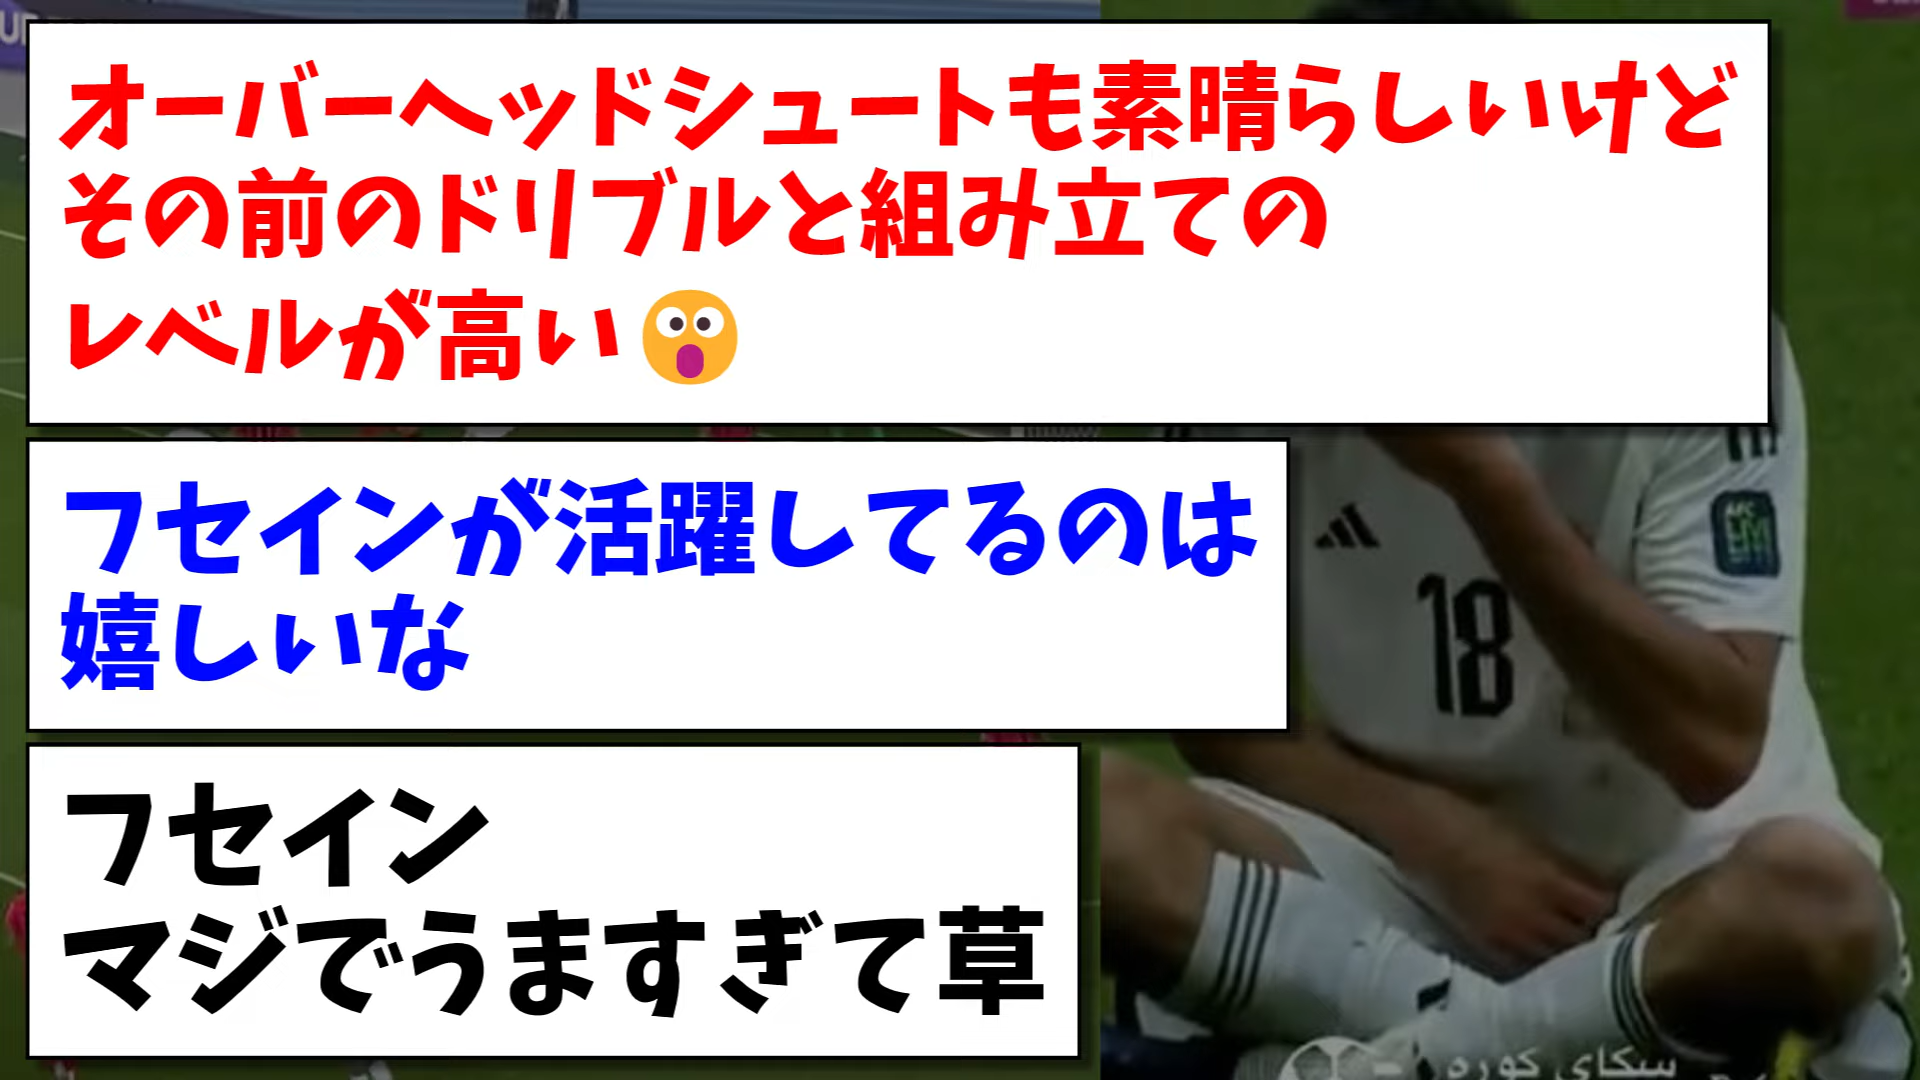 オーバーヘッドシュートも素晴らしいけど
その前のドリブルと組み立ての
レベルが高い😲
フセインが活躍してるのは
嬉しいな
フセイン
マジでうますぎて草
18
سكاي كوره